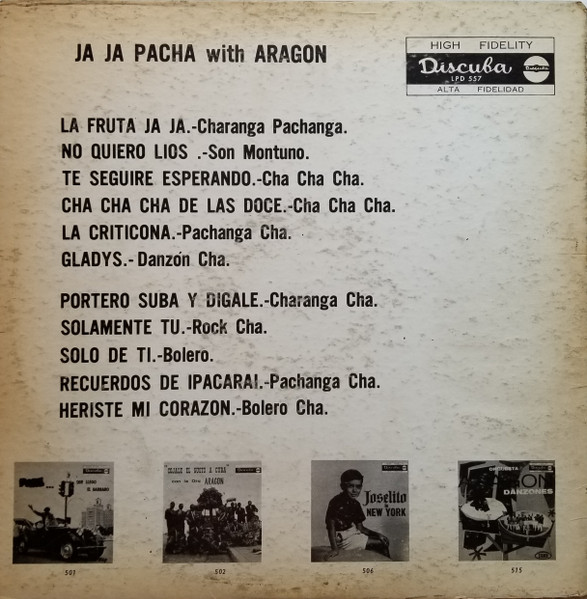 JA JA PACHA with ARAGON
HIGH FIDELITY
Discuba
LPD 557
ALTA FIDELIDAD
LA FRUTA JA JA.-Charanga Pachanga.
NO QUIERO LIOS .-Son Montuno.
TE SEGUIRE ESPERANDO.-Cha Cha Cha.
CHA CHA CHA DE LAS DOCE.-Cha Cha Cha.
LA CRITICONA.-Pachanga Cha.
GLADYS.- Danzón Cha.
PORTERO SUBA Y DIGALE.-Charanga Cha.
SOLAMENTE TU.-Rock Cha.
SOLO DE TI.-Bolero.
RECUERDOS DE IPACARAI.-Pachanga Cha.
HERISTE MI CORAZON.-Bolero Cha.
ARAGON
Joselito
NEW YORK
ORQUESTA
DANZONES
501
502
506
515